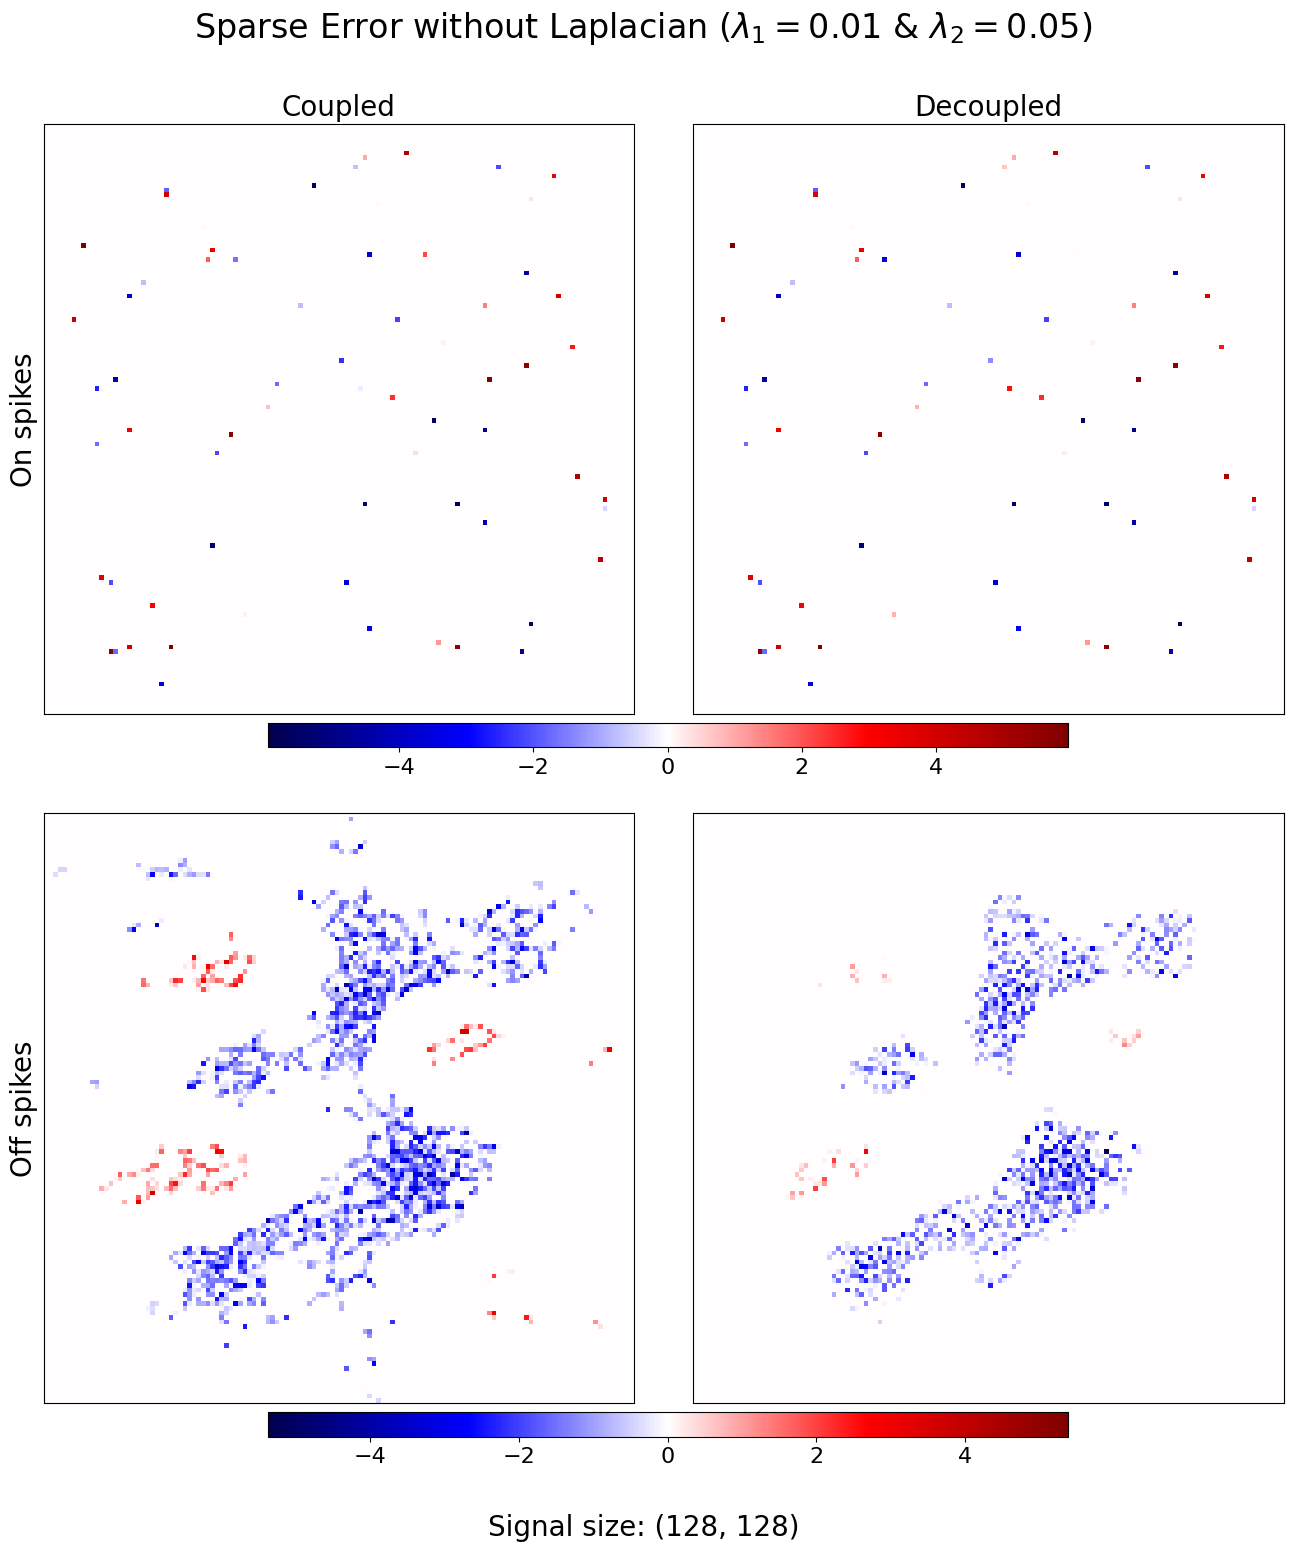 Sparse Error without Laplacian (λ₁ = 0.01 & λ₂ = 0.05)
Coupled
Decoupled
On spikes
−4 −2 0 2 4
Off spikes
−4 −2 0 2 4
Signal size: (128, 128)